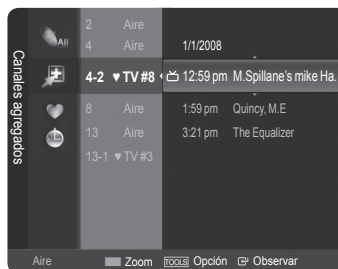 All
Canales agregados
2 Aire
4 Aire 1/1/2008
4-2 ♥ TV #8 12:59 pm M.Spillane's mike Ha.
8 Aire 1:59 pm Quincy, M.E
13 Aire 3:21 pm The Equalizer
13-1 ♥ TV #3
Aire Zoom TOOLS Opción Observar